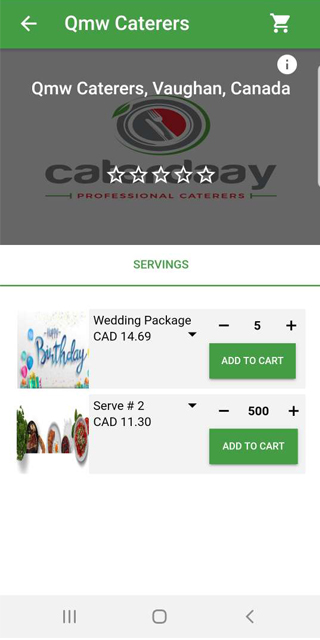 Qmw Caterers
Qmw Caterers, Vaughan, Canada
PROFESSIONAL CATERERS
SERVINGS
HAPPY
Birthday
Wedding Package
CAD 14.69
5
ADD TO CART
Serve # 2
CAD 11.30
500
ADD TO CART